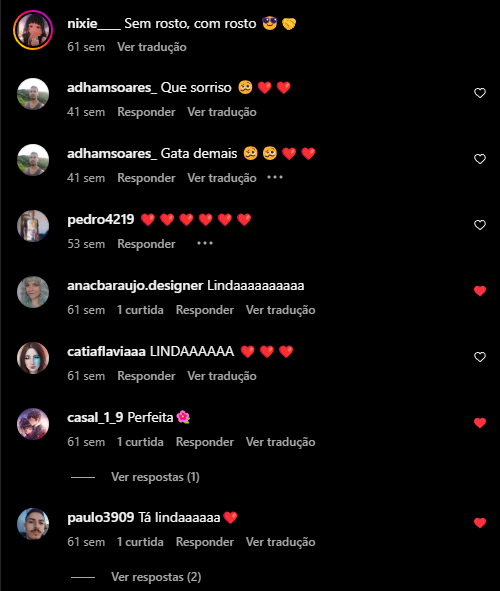 nixie____ Sem rosto, com rosto 😎🤝
61 sem Ver tradução
adhamsoares_ Que sorriso 🥴❤️❤️
41 sem Responder Ver tradução
adhamsoares_ Gata demais 🥴🥴❤️❤️
41 sem Responder Ver tradução •••
pedro4219 ❤️❤️❤️❤️❤️❤️
53 sem Responder •••
anacbaraujo.designer Lindaaaaaaaaaa
61 sem 1 curtida Responder Ver tradução
catiaflaviaaa LINDAAAAAA ❤️❤️❤️
61 sem Responder Ver tradução
casal_1_9 Perfeita🌺
61 sem 1 curtida Responder Ver tradução
Ver respostas (1)
paulo3909 Tá lindaaaaaa❤️
61 sem 1 curtida Responder Ver tradução
Ver respostas (2)